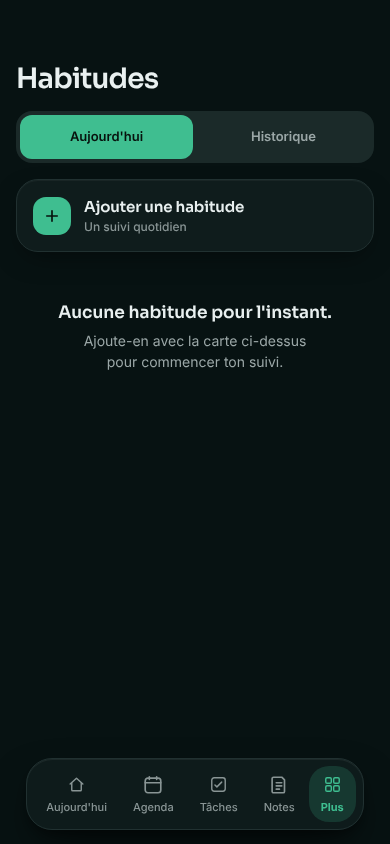 Habitudes
Aujourd'hui
Historique
Ajouter une habitude
Un suivi quotidien
Aucune habitude pour l'instant.
Ajoute-en avec la carte ci-dessus
pour commencer ton suivi.
Aujourd'hui
Agenda
Tâches
Notes
Plus